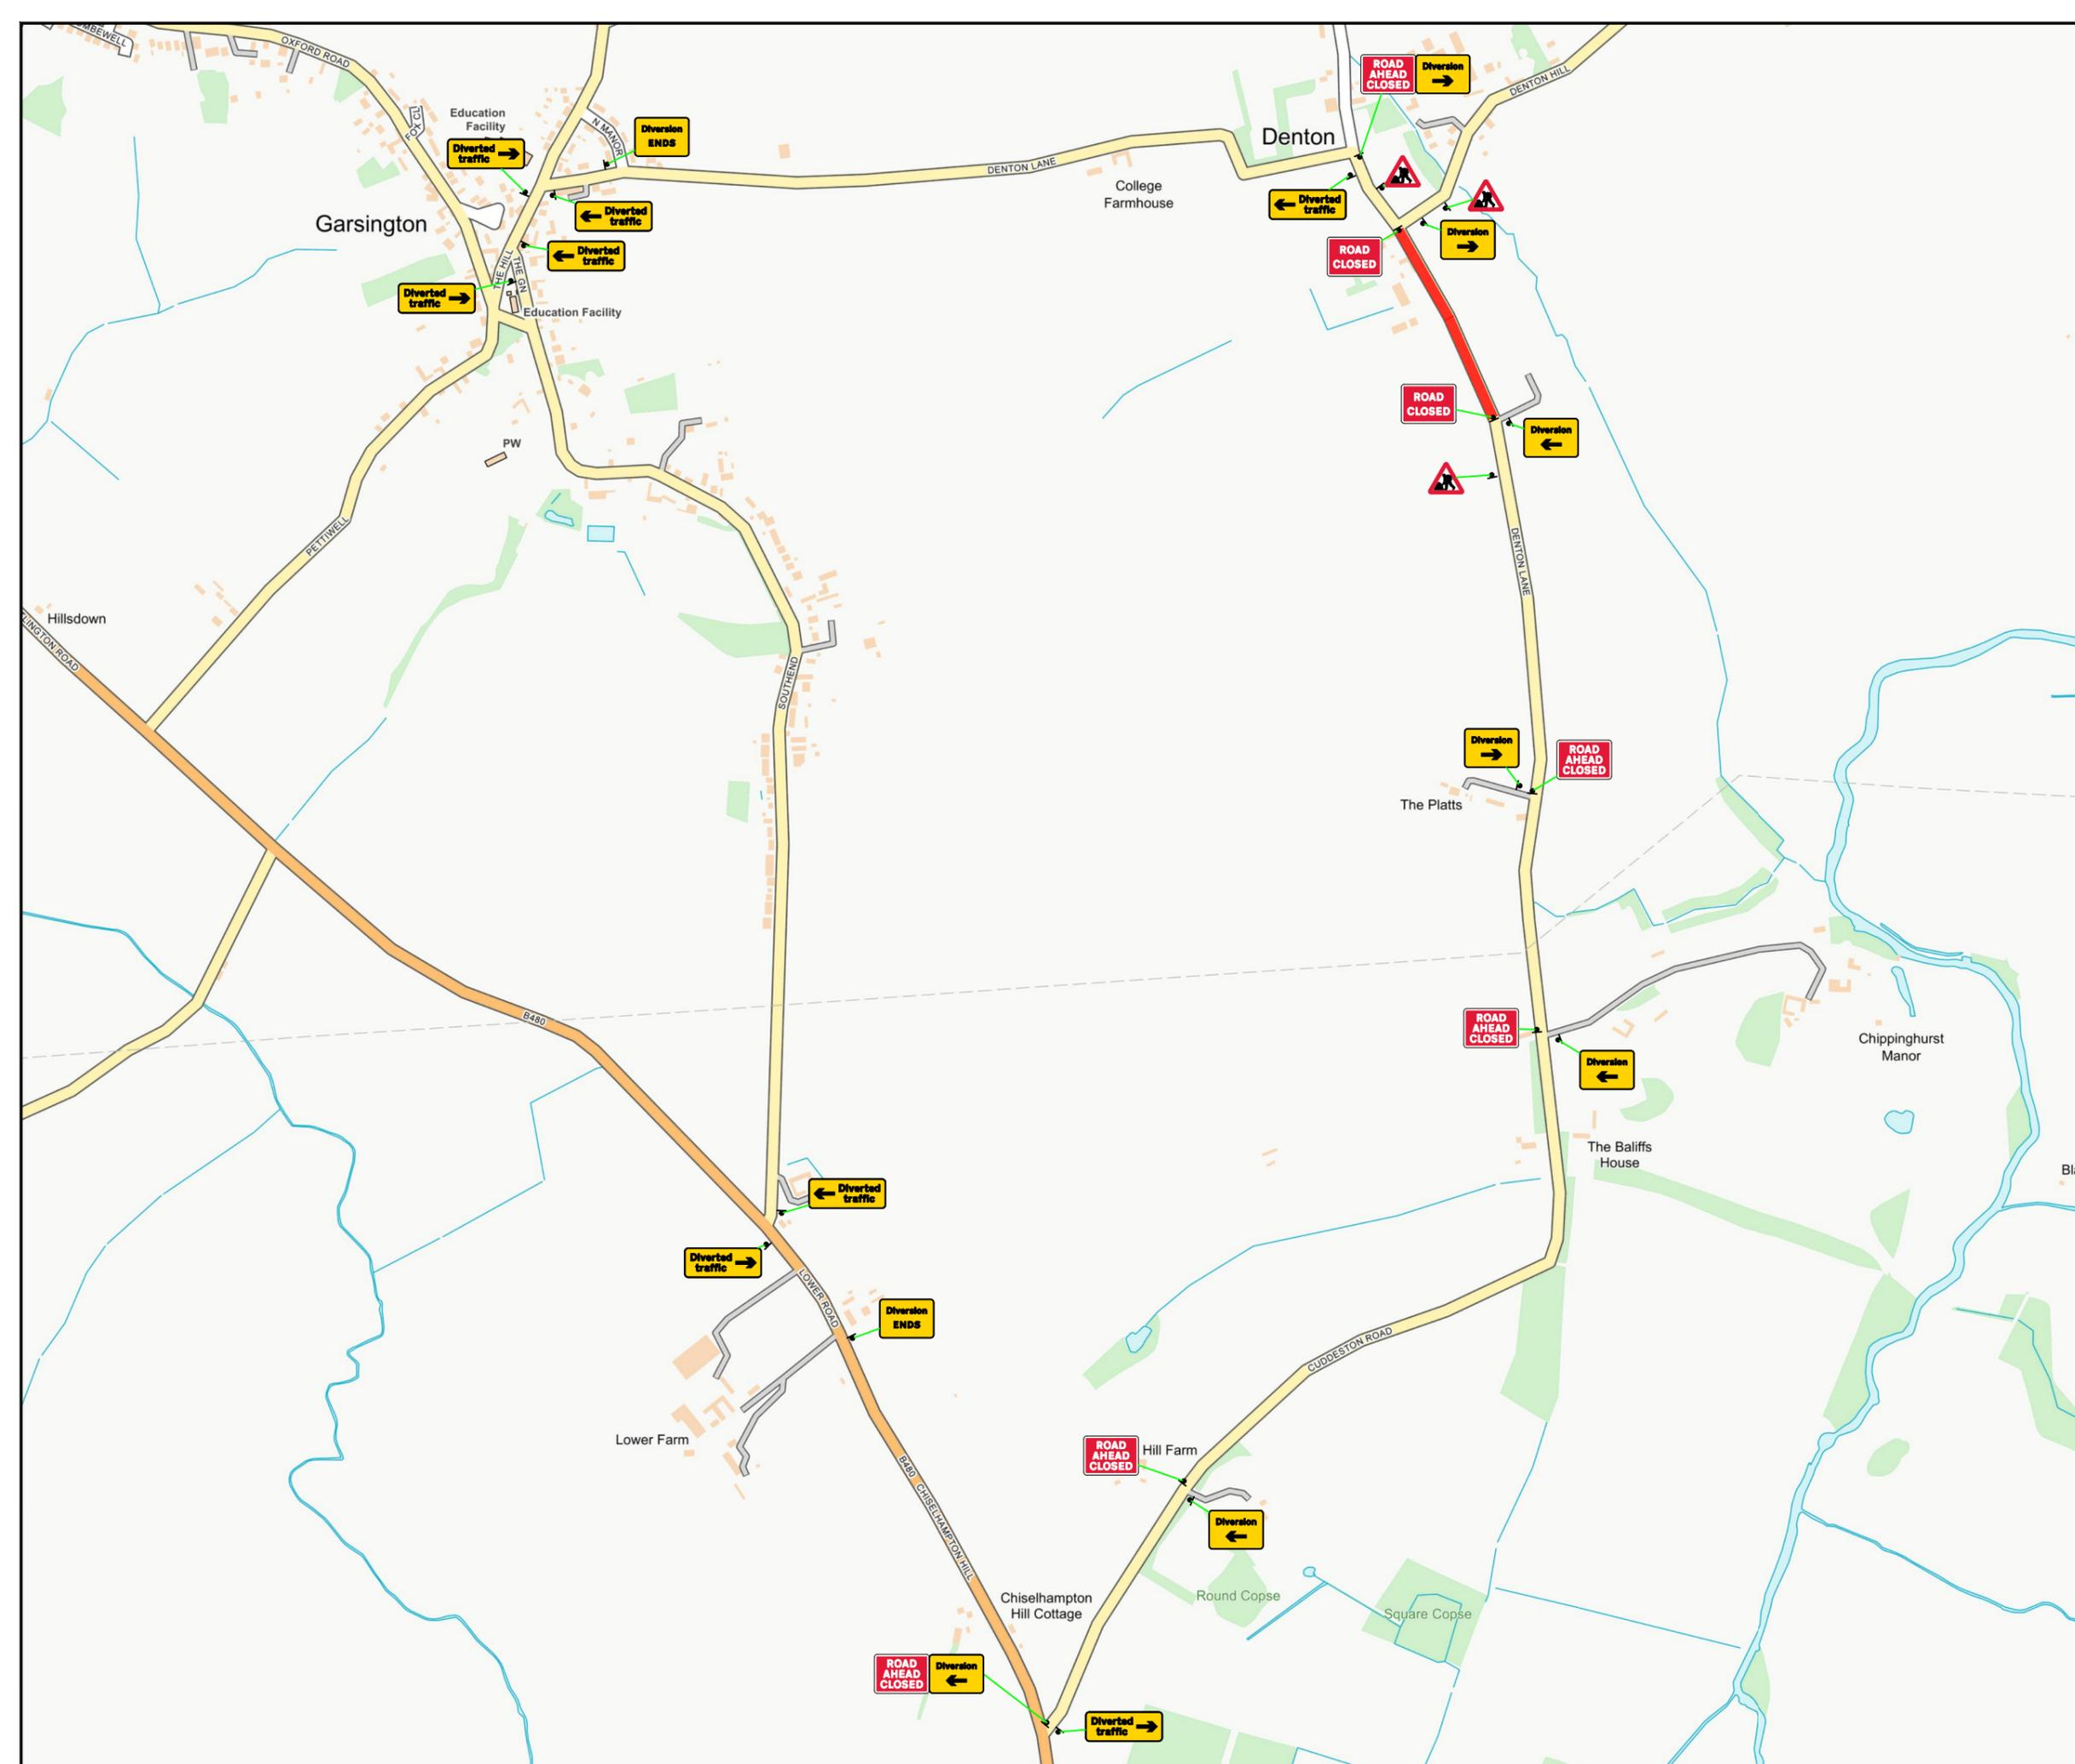 OXFORD ROAD
FOX CL
Education
Facility
Diverted
traffic
N MANOR
Diversion
ENDS
ROAD
AHEAD
CLOSED
Diversion
DENTON HILL
Denton
DENTON LANE
College
Farmhouse
Diverted
traffic
Diverted
traffic
Garsington
Diverted
traffic
ROAD
CLOSED
Diversion
THE HILL
THE GN
Diverted
traffic
Education Facility
ROAD
CLOSED
Diversion
PW
PETTIWELL
DENTON LANE
Hillsdown
LINGTON ROAD
SOUTHEND
Diversion
ROAD
AHEAD
CLOSED
The Platts
B480
ROAD
AHEAD
CLOSED
Diversion
Chippinghurst
Manor
The Baliffs
House
Diverted
traffic
Diverted
traffic
LOWER ROAD
Diversion
ENDS
CUDDESTON ROAD
Lower Farm
ROAD
AHEAD
CLOSED
Hill Farm
Diversion
B480 CHISELHAMPTON HILL
Chiselhampton
Hill Cottage
Round Copse
Square Copse
ROAD
AHEAD
CLOSED
Diversion
Diverted
traffic